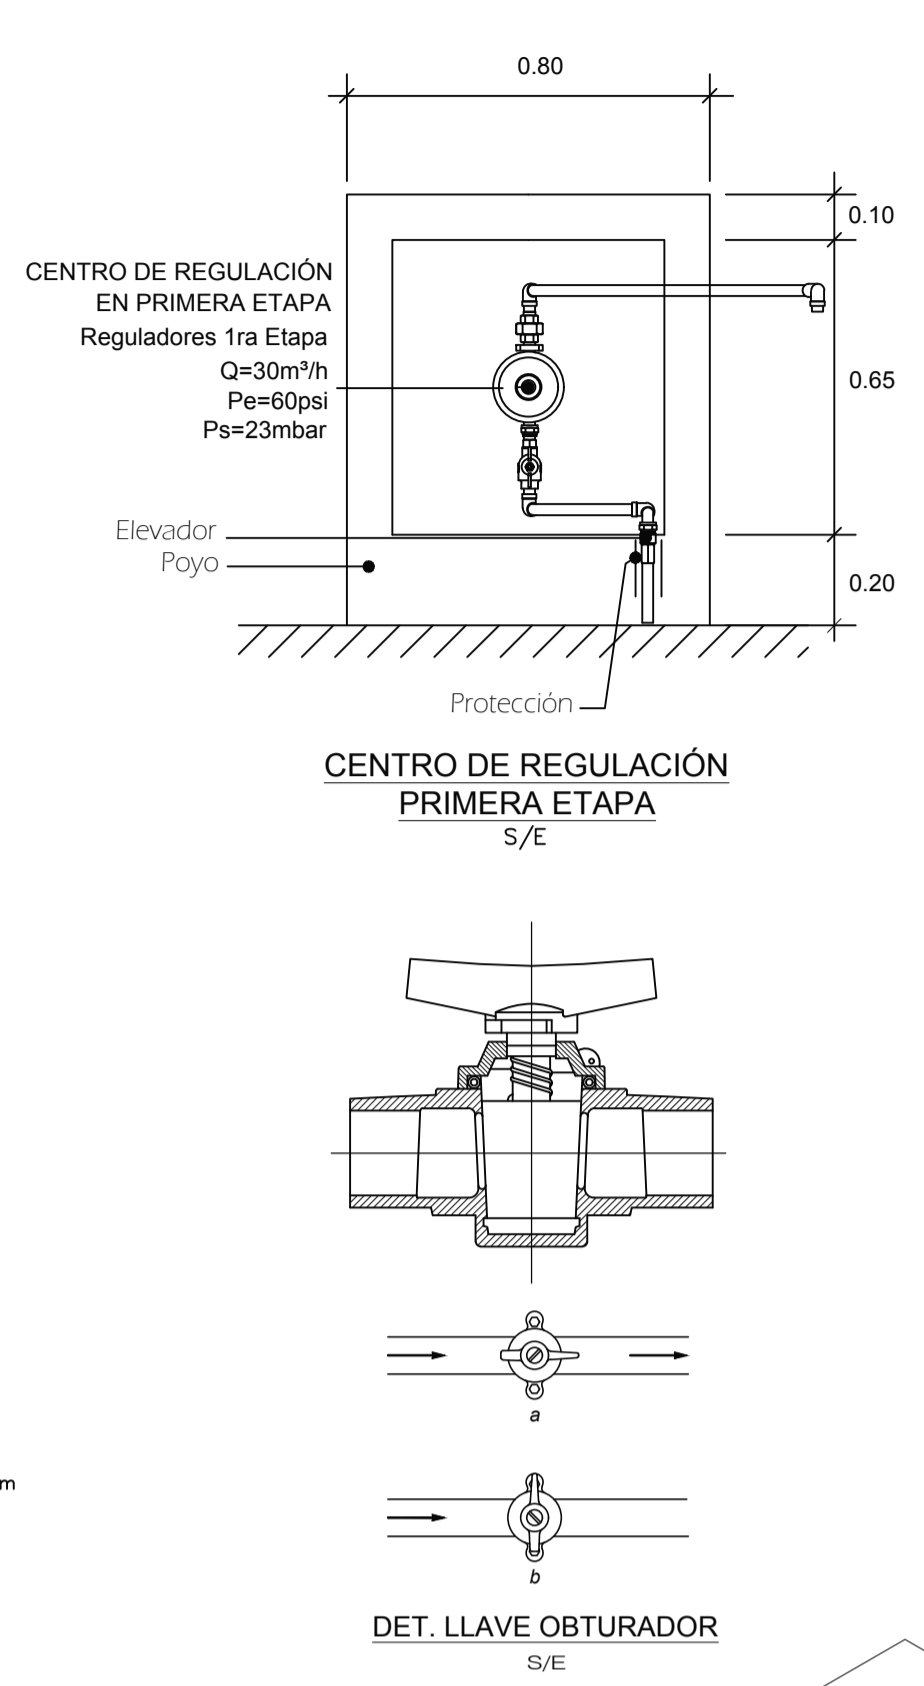 0.80
0.10
CENTRO DE REGULACIÓN
EN PRIMERA ETAPA
Reguladores 1ra Etapa
Q=30m³/h
Pe=60psi
Ps=23mbar
0.65
Elevador
Poyo
0.20
Protección
CENTRO DE REGULACIÓN
PRIMERA ETAPA
S/E
a
m
b
DET. LLAVE OBTURADOR
S/E